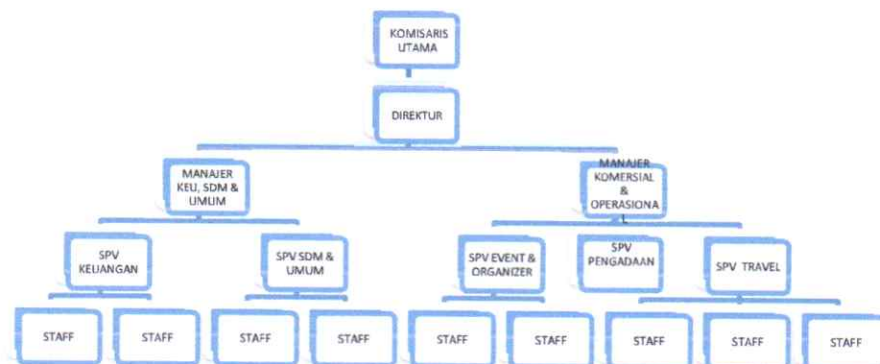 KOMISARIS
UTAMA
DIREKTUR
MANAJER
KEU, SDM &
UMUM
MANAJER
KOMERSIAL
&
OPERASIONA
L
SPV
KEUANGAN
SPV SDM &
UMUM
SPV EVENT &
ORGANIZER
SPV
PENGADAAN
SPV TRAVEL
STAFF
STAFF
STAFF
STAFF
STAFF
STAFF
STAFF
STAFF
STAFF